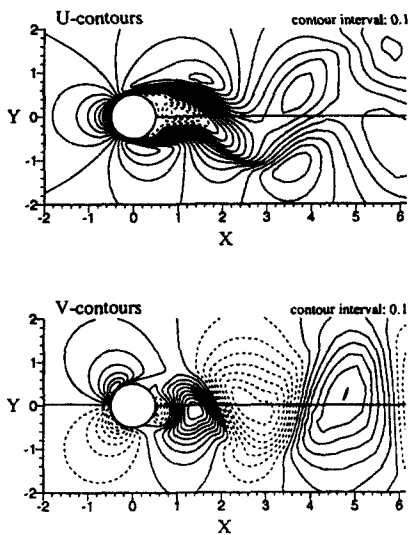 U-contours
contour interval: 0.1
2
1
Y 0
-1
-2
-2 -1 0 1 2 3 4 5 6
X
V-contours
contour interval: 0.1
2
1
Y 0
-1
-2
-2 -1 0 1 2 3 4 5 6
X